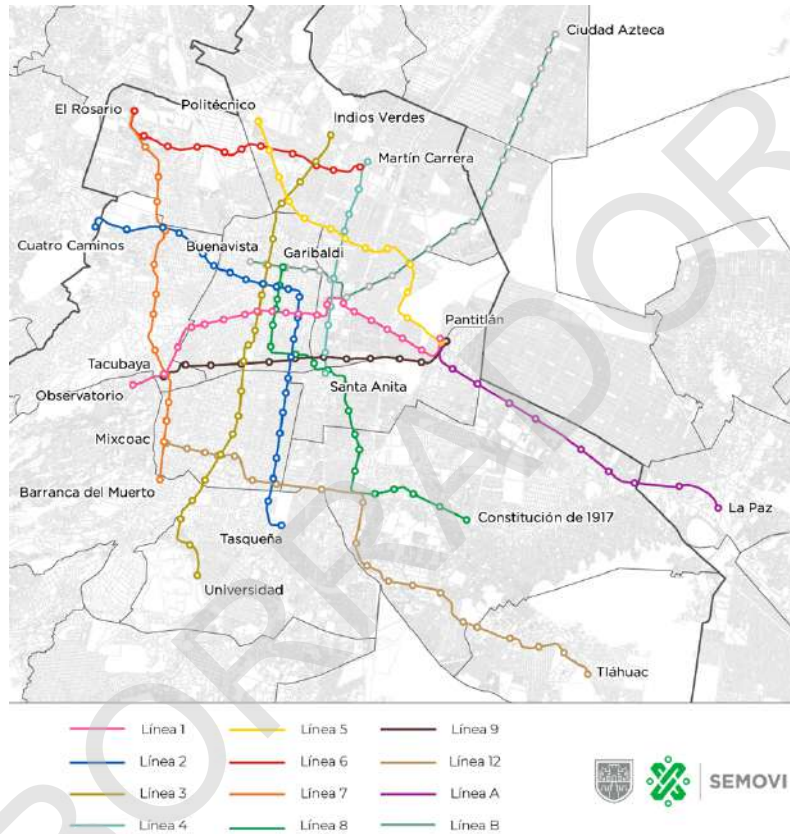 Ciudad Azteca
El Rosario
Politécnico
Indios Verdes
Martín Carrera
Cuatro Caminos
Buenavista
Garibaldi
Pantitlán
Tacubaya
Observatorio
Santa Anita
Mixcoac
Barranca del Muerto
Constitución de 1917
La Paz
Tasqueña
Universidad
Tláhuac
Línea 1
Línea 5
Línea 9
Línea 2
Línea 6
Línea 12
Línea 3
Línea 7
Línea A
Línea 4
Línea 8
Línea B
SEMOVI
BORRADOR